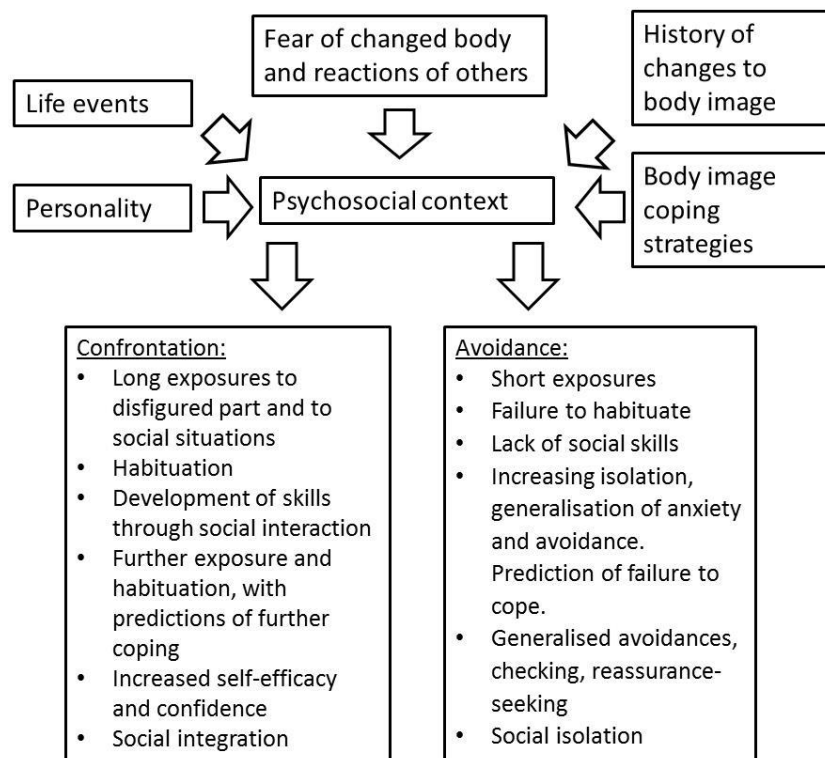 Fear of changed body
and reactions of others
History of
changes to
body image
Life events
Personality
Psychosocial context
Body image
coping
strategies
Confrontation:
• Long exposures to
disfigured part and to
social situations
• Habituation
• Development of skills
through social interaction
• Further exposure and
habituation, with
predictions of further
coping
• Increased self-efficacy
and confidence
• Social integration
Avoidance:
• Short exposures
• Failure to habituate
• Lack of social skills
• Increasing isolation,
generalisation of anxiety
and avoidance.
Prediction of failure to
cope.
• Generalised avoidances,
checking, reassurance-
seeking
• Social isolation